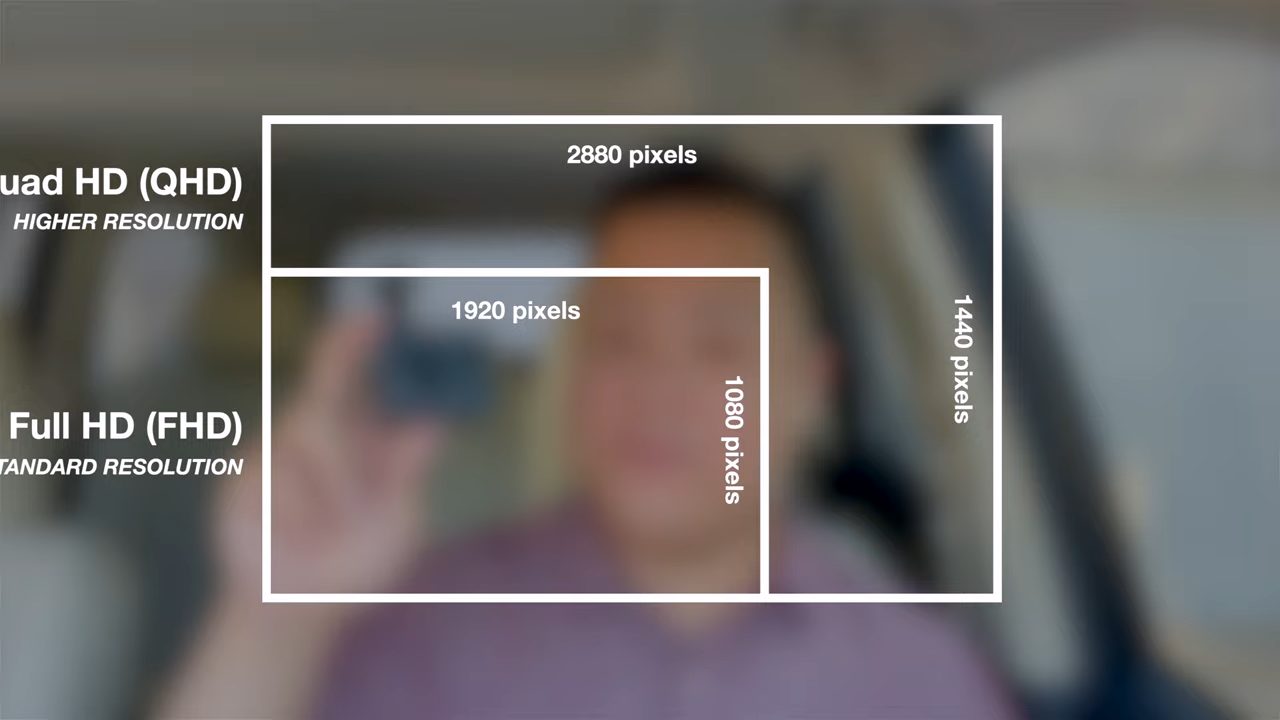 uad HD (QHD)
HIGHER RESOLUTION
2880 pixels
1440 pixels
1920 pixels
1080 pixels
Full HD (FHD)
TANDARD RESOLUTION